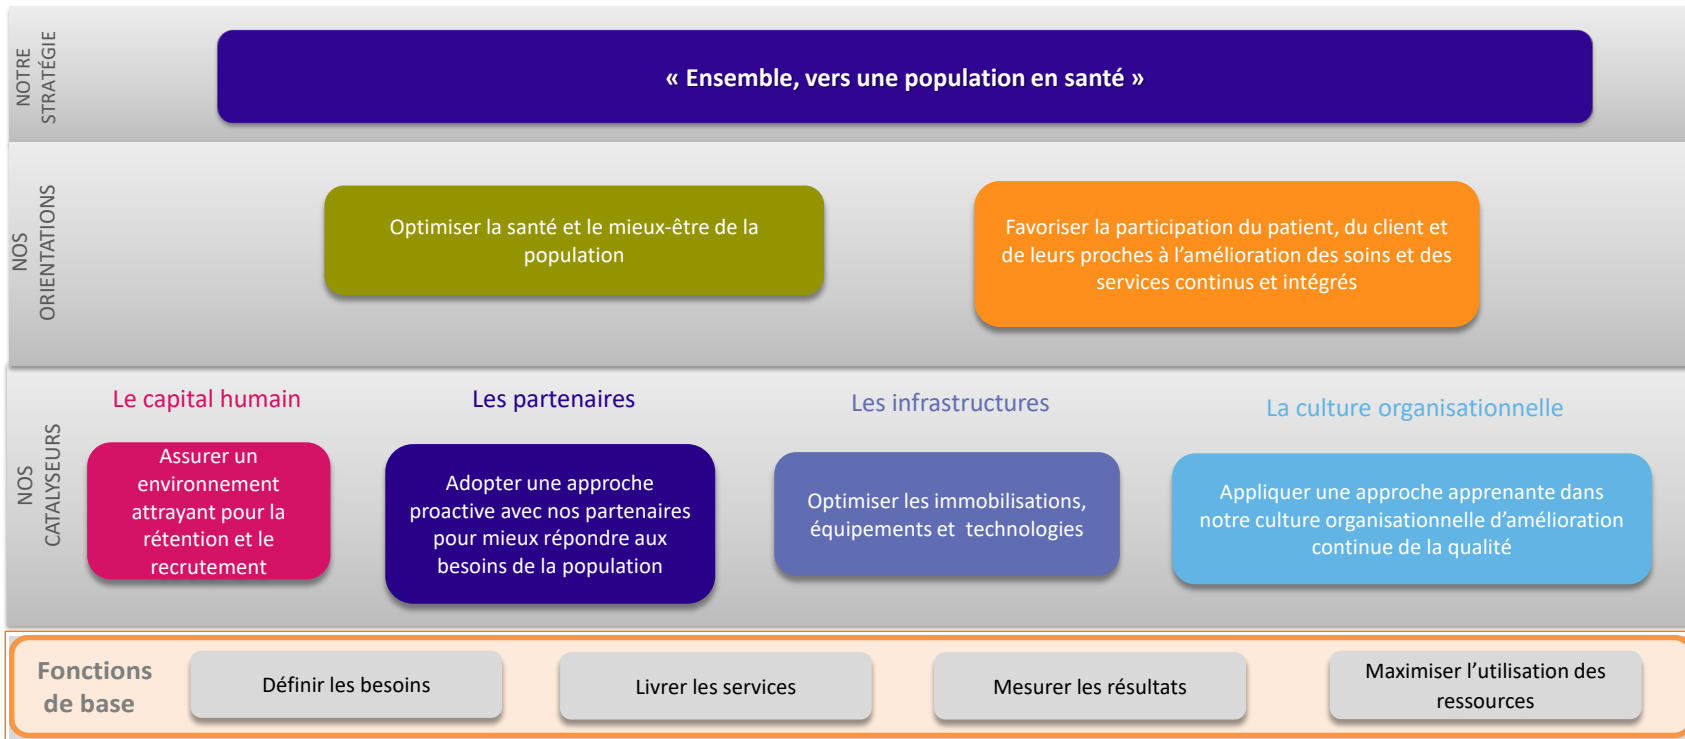 NOTRE
STRATÉGIE
« Ensemble, vers une population en santé »
NOS
ORIENTATIONS
Optimiser la santé et le mieux-être de la
population
Favoriser la participation du patient, du client et
de leurs proches à l’amélioration des soins et des
services continus et intégrés
NOS
CATALYSEURS
Le capital humain
Assurer un
environnement
attrayant pour la
rétention et le
recrutement
Les partenaires
Adopter une approche
proactive avec nos partenaires
pour mieux répondre aux
besoins de la population
Les infrastructures
Optimiser les immobilisations,
équipements et technologies
La culture organisationnelle
Appliquer une approche apprenante dans
notre culture organisationnelle d’amélioration
continue de la qualité
Fonctions
de base
Définir les besoins
Livrer les services
Mesurer les résultats
Maximiser l’utilisation des
ressources